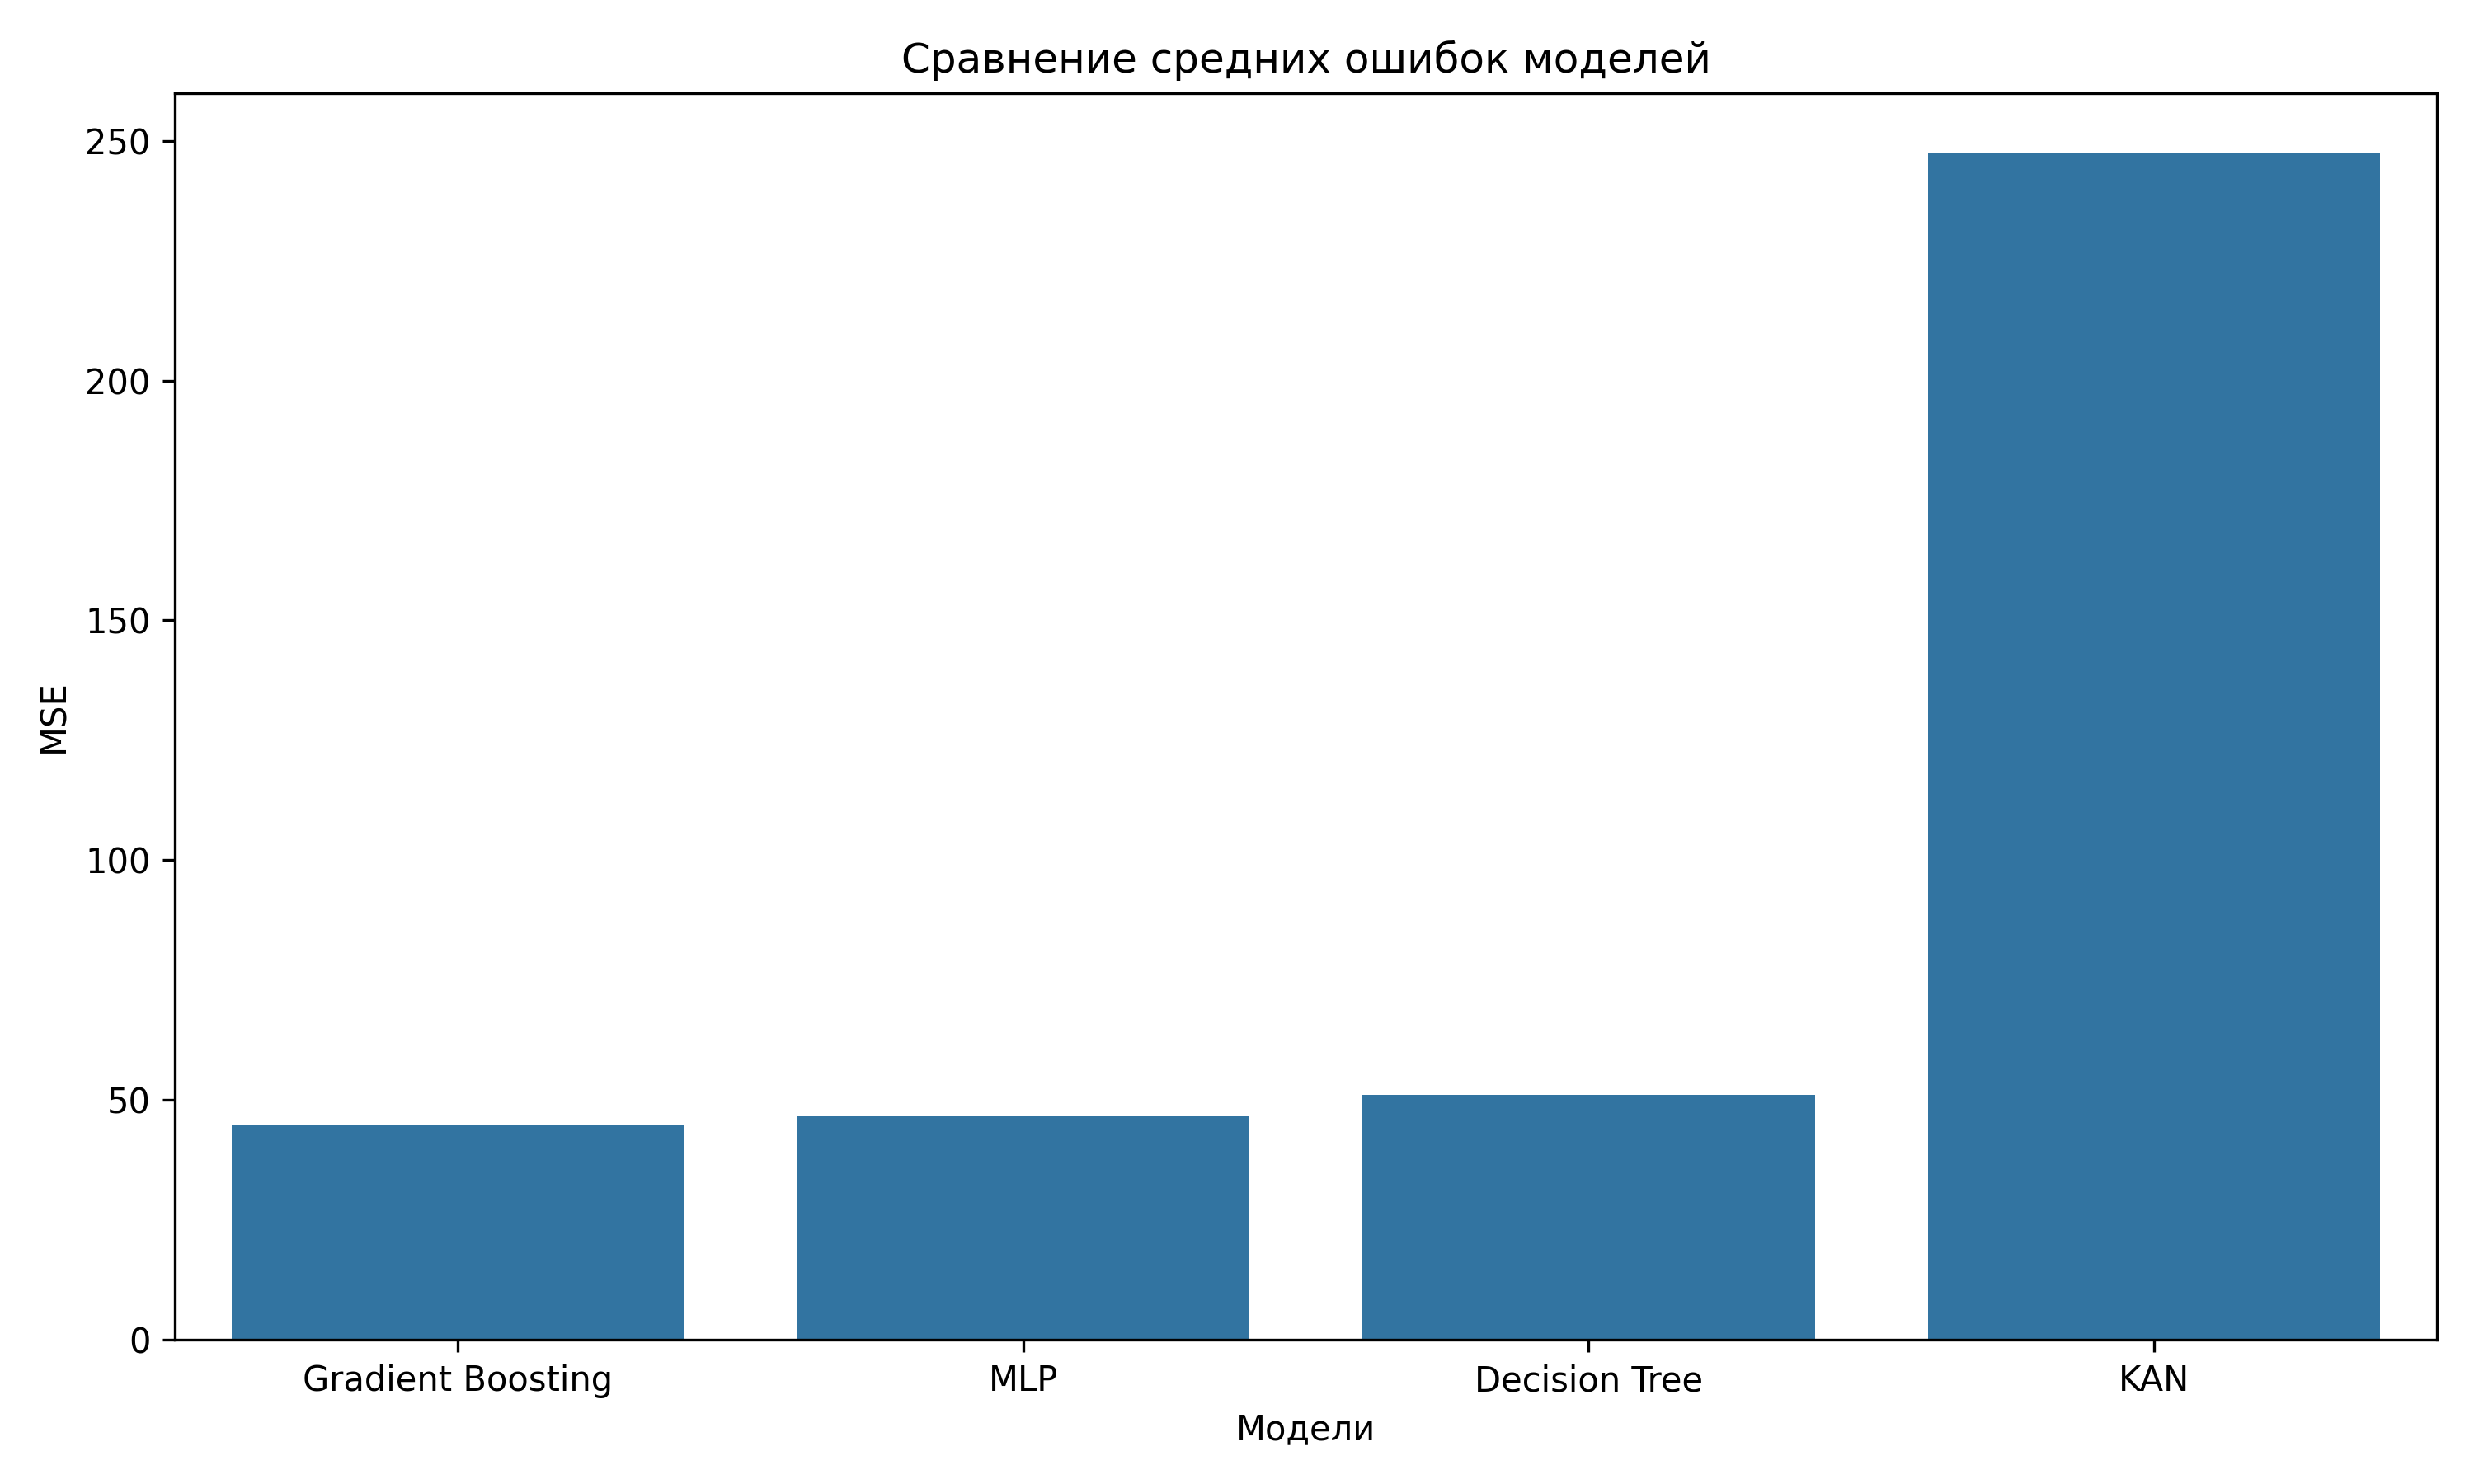 Сравнение средних ошибок моделей
250
200
150
100
50
0
MSE
Gradient Boosting
MLP
Decision Tree
KAN
Модели